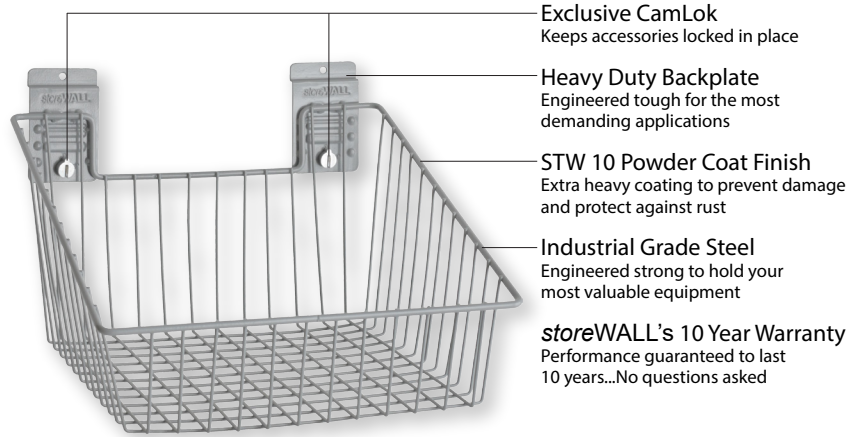 Exclusive CamLok
Keeps accessories locked in place
Heavy Duty Backplate
Engineered tough for the most
demanding applications
STW 10 Powder Coat Finish
Extra heavy coating to prevent damage
and protect against rust
Industrial Grade Steel
Engineered strong to hold your
most valuable equipment
storeWALL's 10 Year Warranty
Performance guaranteed to last
10 years...No questions asked
storeWALL
storeWALL